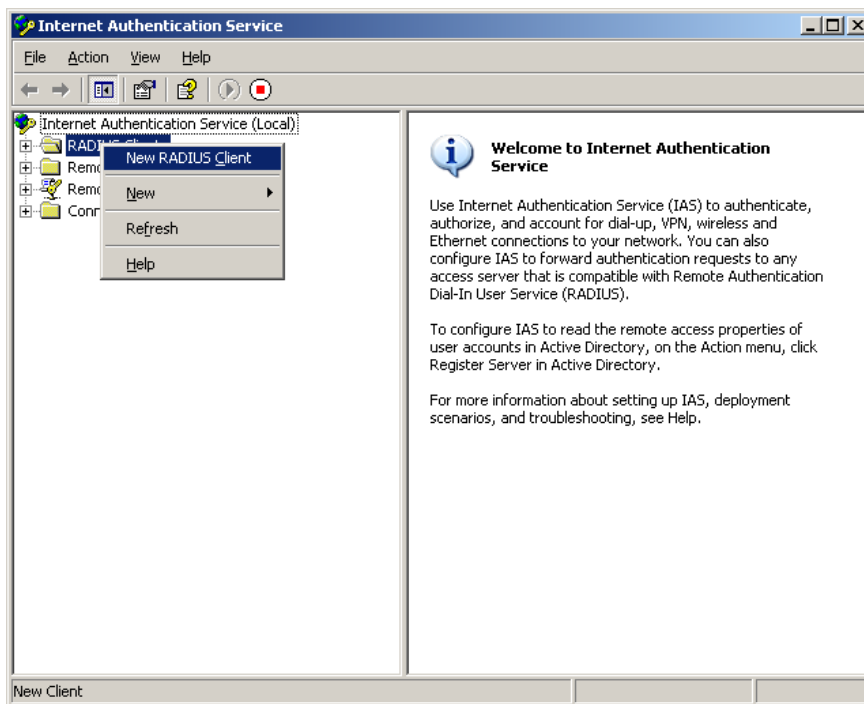 Internet Authentication Service
File Action View Help
Internet Authentication Service (Local)
RADIUS
New RADIUS Client
New
Refresh
Help
Welcome to Internet Authentication
Service
Use Internet Authentication Service (IAS) to authenticate,
authorize, and account for dial-up, VPN, wireless and
Ethernet connections to your network. You can also
configure IAS to forward authentication requests to any
access server that is compatible with Remote Authentication
Dial-In User Service (RADIUS).
To configure IAS to read the remote access properties of
user accounts in Active Directory, on the Action menu, click
Register Server in Active Directory.
For more information about setting up IAS, deployment
scenarios, and troubleshooting, see Help.
New Client